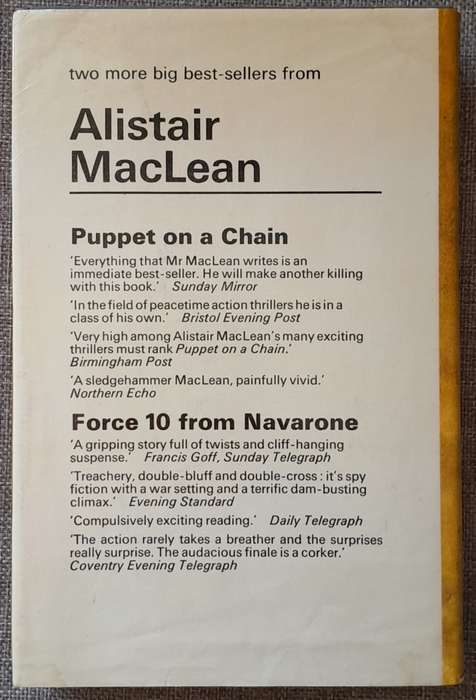 two more big best-sellers from
Alistair
MacLean
Puppet on a Chain
'Everything that Mr MacLean writes is an
immediate best-seller. He will make another killing
with this book.' Sunday Mirror
'In the field of peacetime action thrillers he is in a
class of his own.' Bristol Evening Post
'Very high among Alistair MacLean's many exciting
thrillers must rank Puppet on a Chain.'
Birmingham Post
'A sledgehammer MacLean, painfully vivid.'
Northern Echo
Force 10 from Navarone
'A gripping story full of twists and cliff-hanging
suspense.' Francis Goff, Sunday Telegraph
'Treachery, double-bluff and double-cross : it's spy
fiction with a war setting and a terrific dam-busting
climax.' Evening Standard
'Compulsively exciting reading.' Daily Telegraph
'The action rarely takes a breather and the surprises
really surprise. The audacious finale is a corker.'
Coventry Evening Telegraph